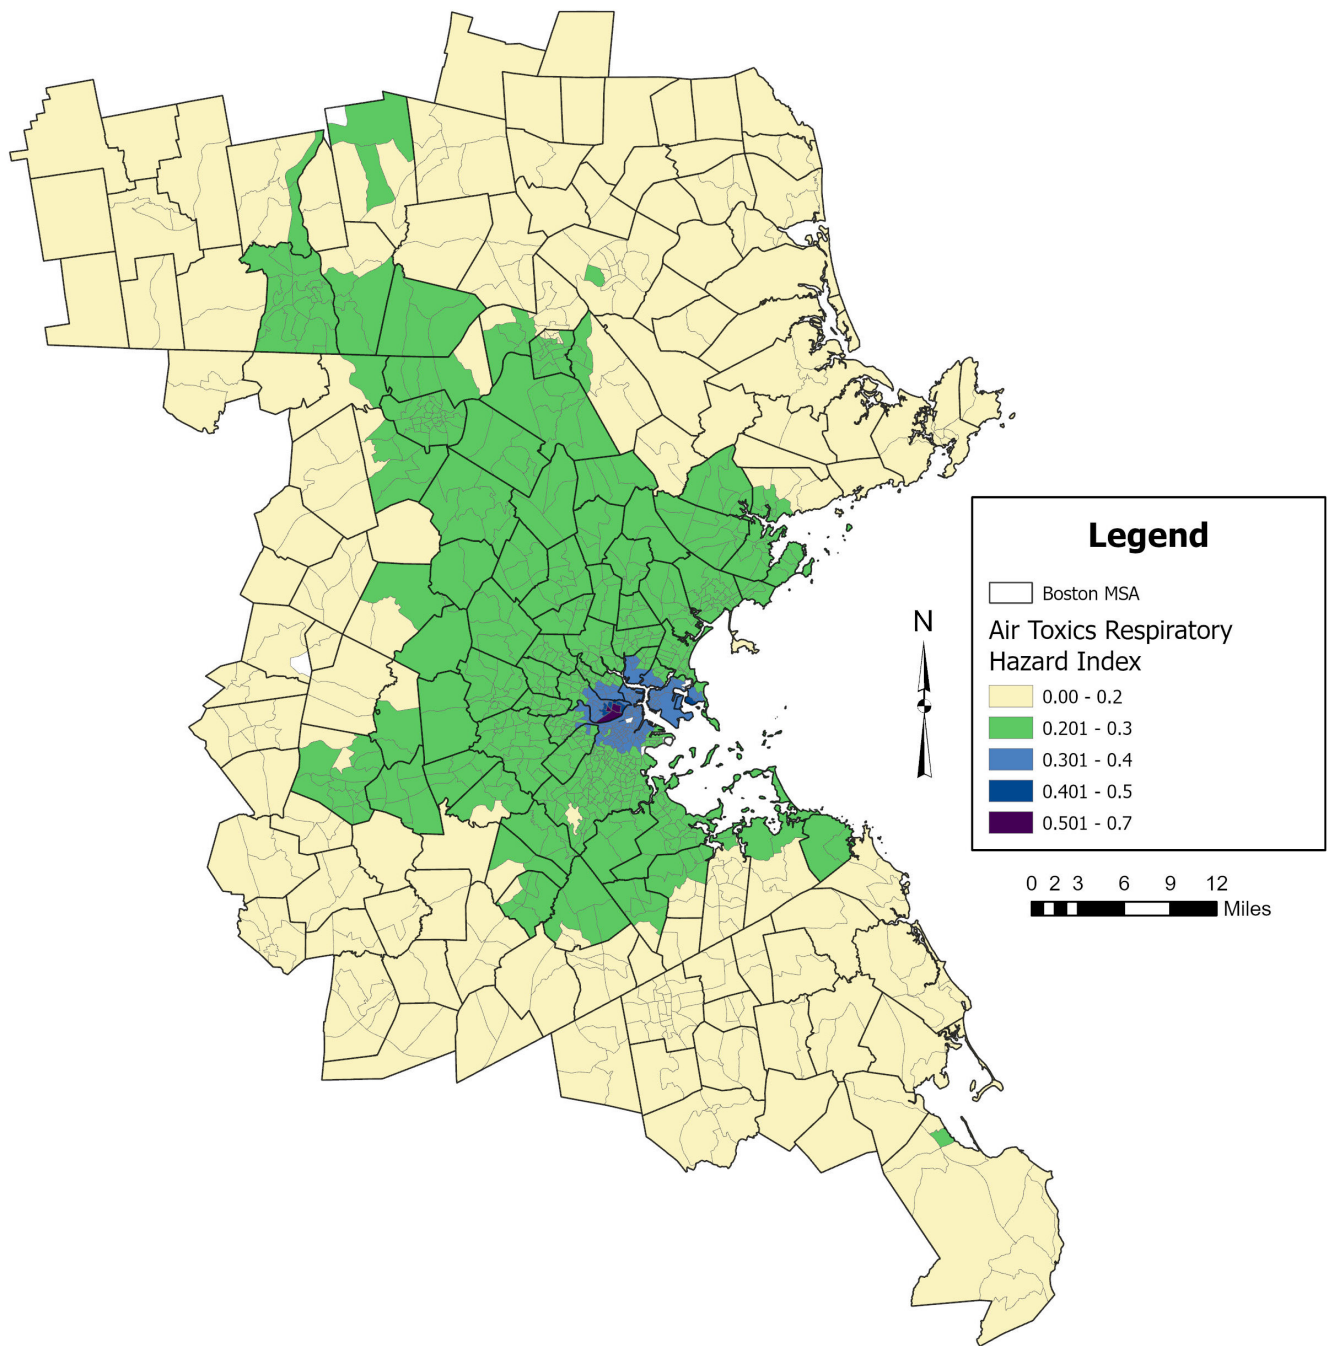 Legend
Boston MSA
Air Toxics Respiratory
Hazard Index
0.00 - 0.2
0.201 - 0.3
0.301 - 0.4
0.401 - 0.5
0.501 - 0.7
N
0 2 3 6 9 12
Miles